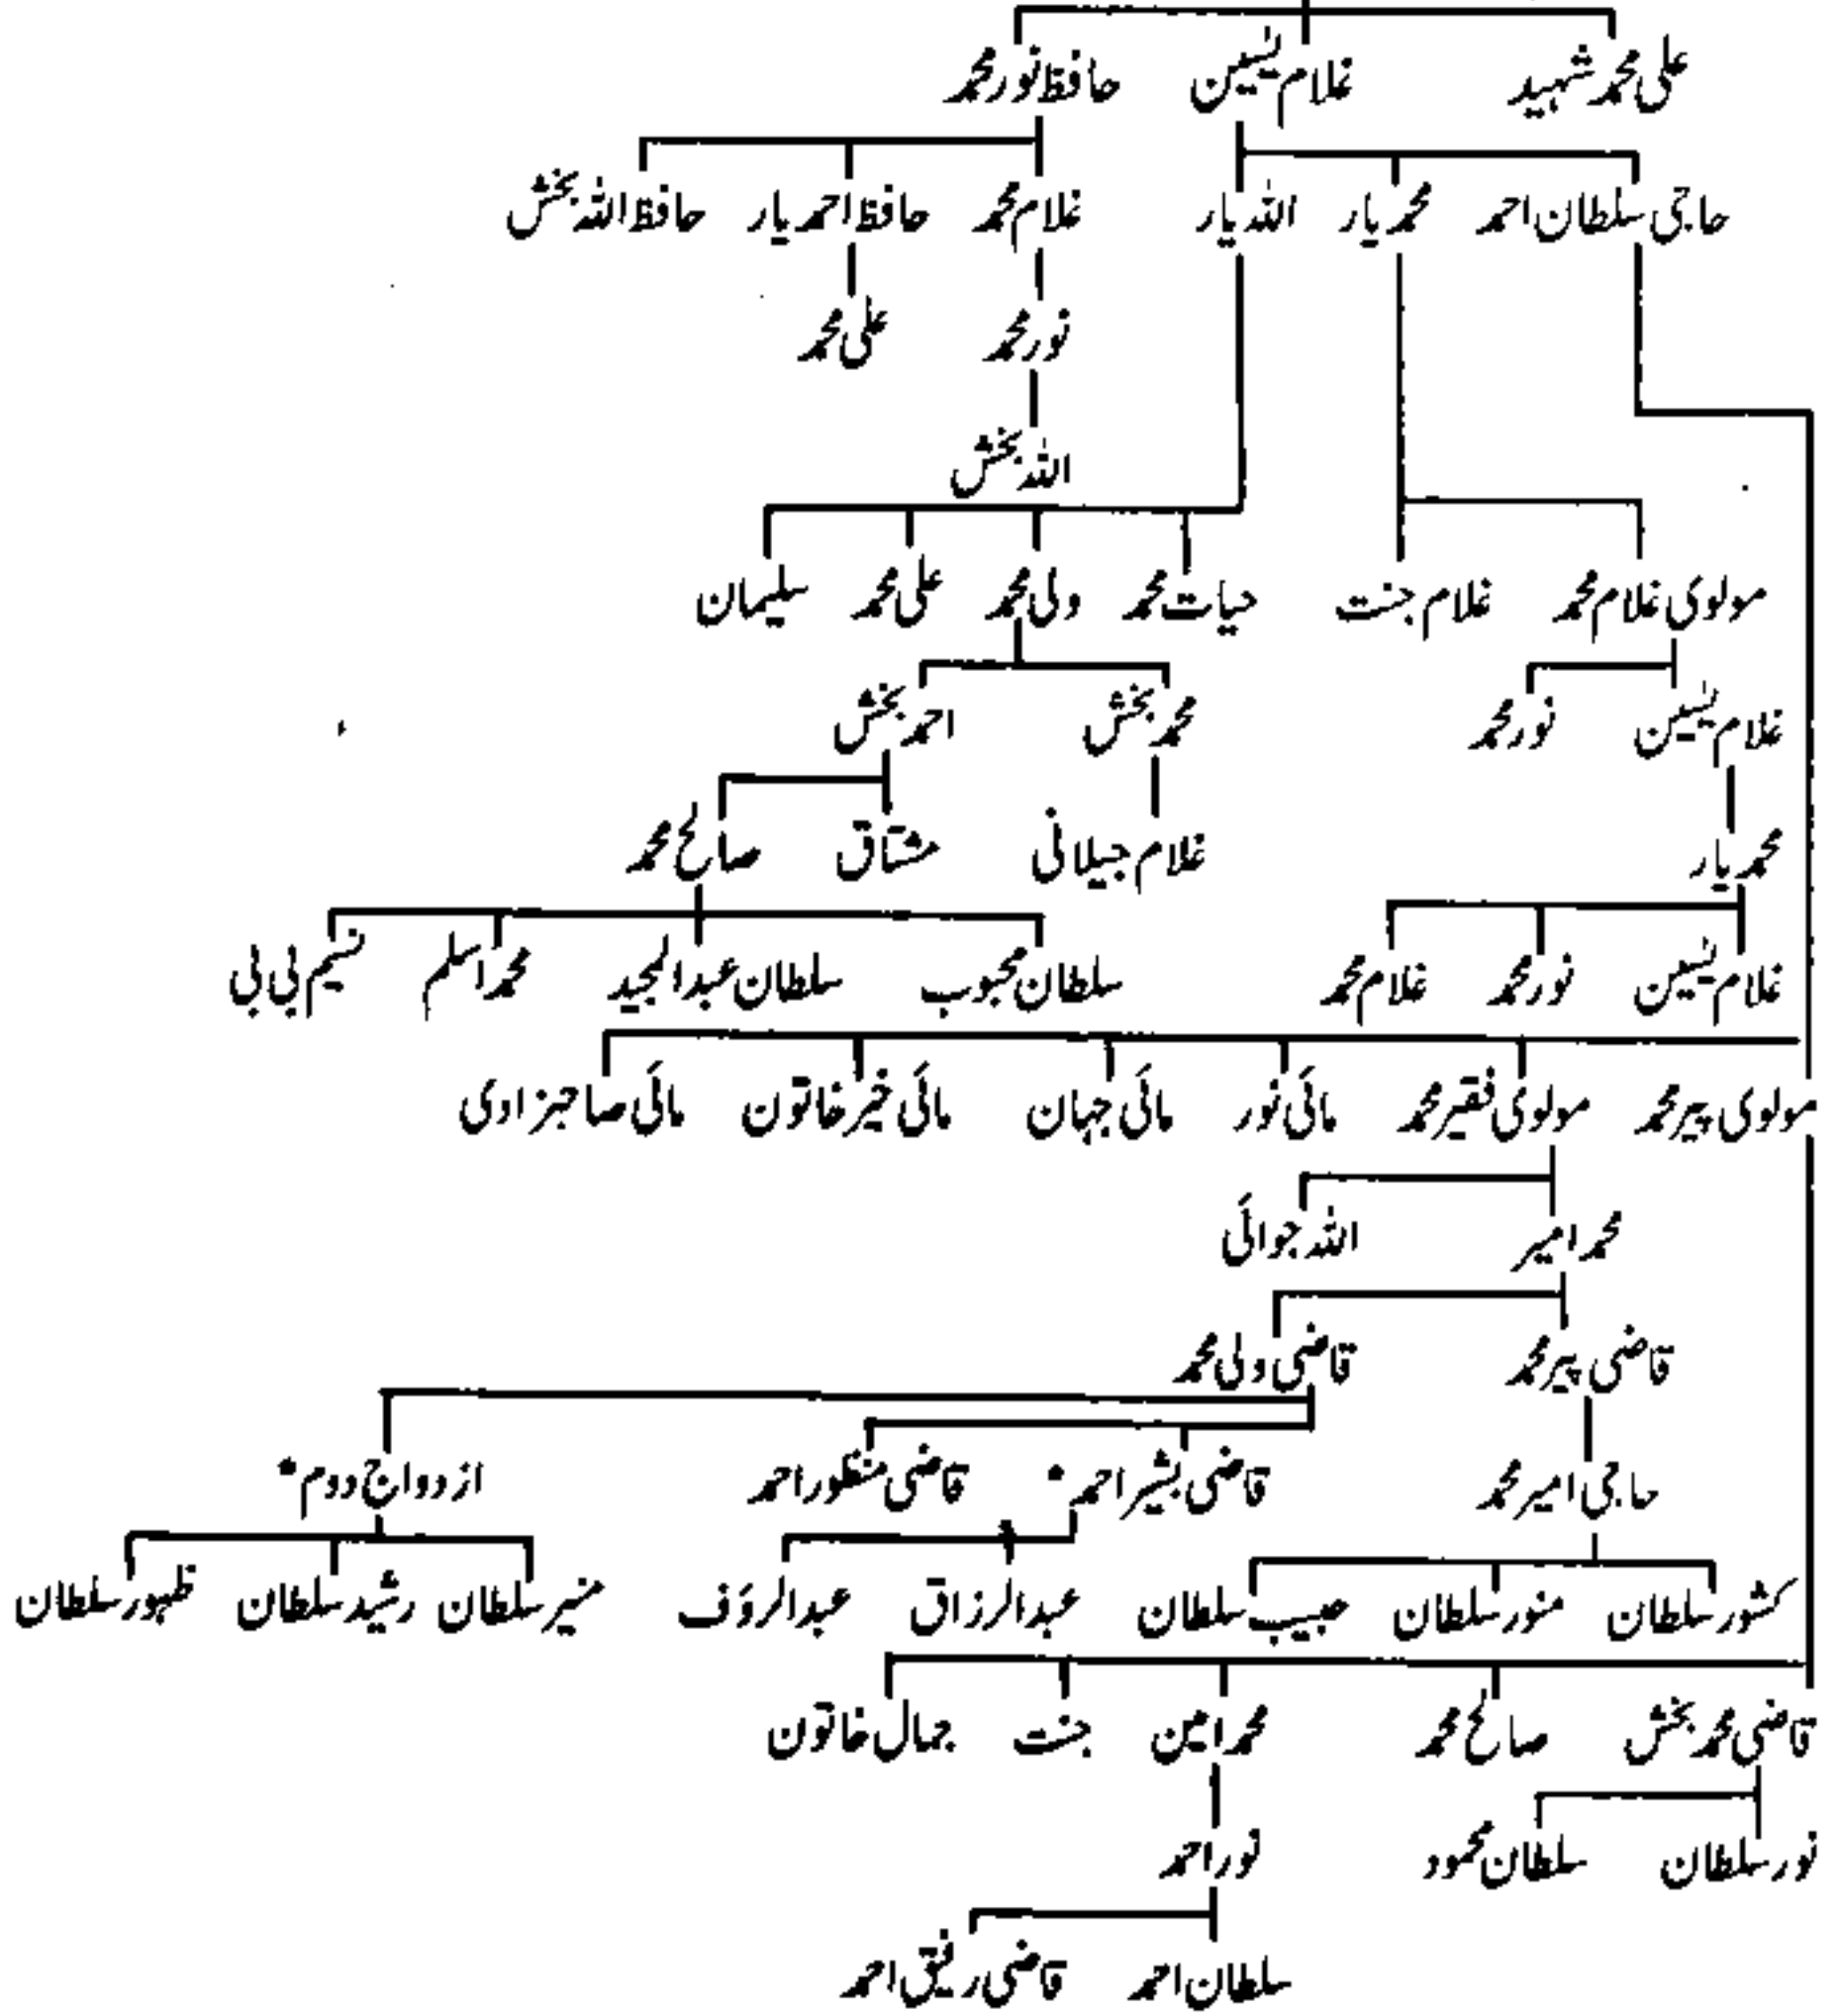 علی محمد شہید غلام یٰسین حافظ نور محمد
حاجی سلطان احمد محمد یار اللہ یار غلام محمد حافظ احمد یار حافظ اللہ بخش
نور محمد علی محمد
اللہ بخش
مولوی غلام محمد غلام جنت حیات محمد ولی محمد علی محمد سلیمان
غلام یٰسین نور محمد محمد بخش احمد بخش
محمد یار غلام جیلانی مشتاق صالح محمد
غلام یٰسین نور محمد غلام محمد سلطان محبوب سلطان عبدالمجید محمد اسلم نسیم بی بی
مولوی پیر محمد مولوی فقیر محمد مائی نور مائی جہان مائی خیر خاتون مائی صاحبزادی
محمد امیر اللہ جوائی
قاضی پیر محمد قاضی ولی محمد
حاجی امیر محمد قاضی بشیر احمد * قاضی منظور احمد از دواج دوم *
کشور سلطان منور سلطان حبیب سلطان عبدالرزاق عبدالرؤف منیر سلطان رشید سلطان ظہور سلطان
قاضی محمد بخش صالح محمد محمد امین جنت جمال خاتون
نور سلطان سلطان محمود نور احمد
سلطان احمد قاضی رفیق احمد